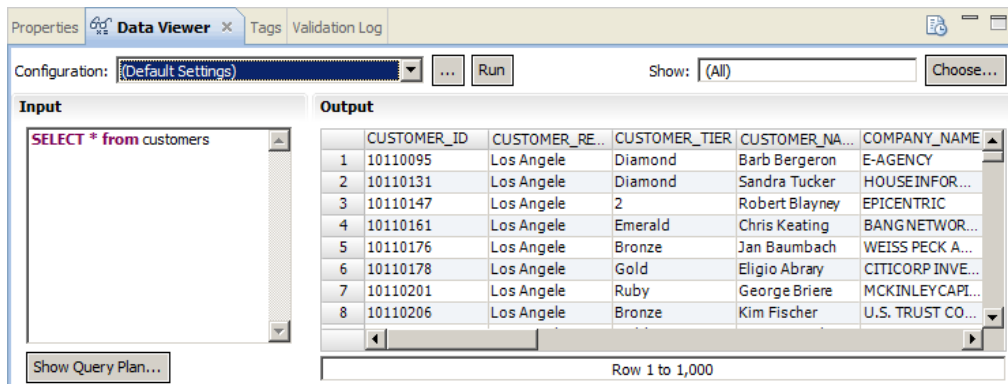 Properties Data Viewer Tags Validation Log
Configuration: (Default Settings) ... Run Show: (All) Choose...
Input Output
SELECT * from customers
CUSTOMER_ID CUSTOMER_RE... CUSTOMER_TIER CUSTOMER_NA... COMPANY_NAME
1 10110095 Los Angele Diamond Barb Bergeron E-AGENCY
2 10110131 Los Angele Diamond Sandra Tucker HOUSEINFOR...
3 10110147 Los Angele 2 Robert Blayney EPICENTRIC
4 10110161 Los Angele Emerald Chris Keating BANGNETWOR...
5 10110176 Los Angele Bronze Jan Baumbach WEISS PECK A...
6 10110178 Los Angele Gold Eligio Abray CITICORP INVE...
7 10110201 Los Angele Ruby George Briere MCKINLEYCAPI...
8 10110206 Los Angele Bronze Kim Fischer U.S. TRUST CO...
Show Query Plan...
Row 1 to 1,000